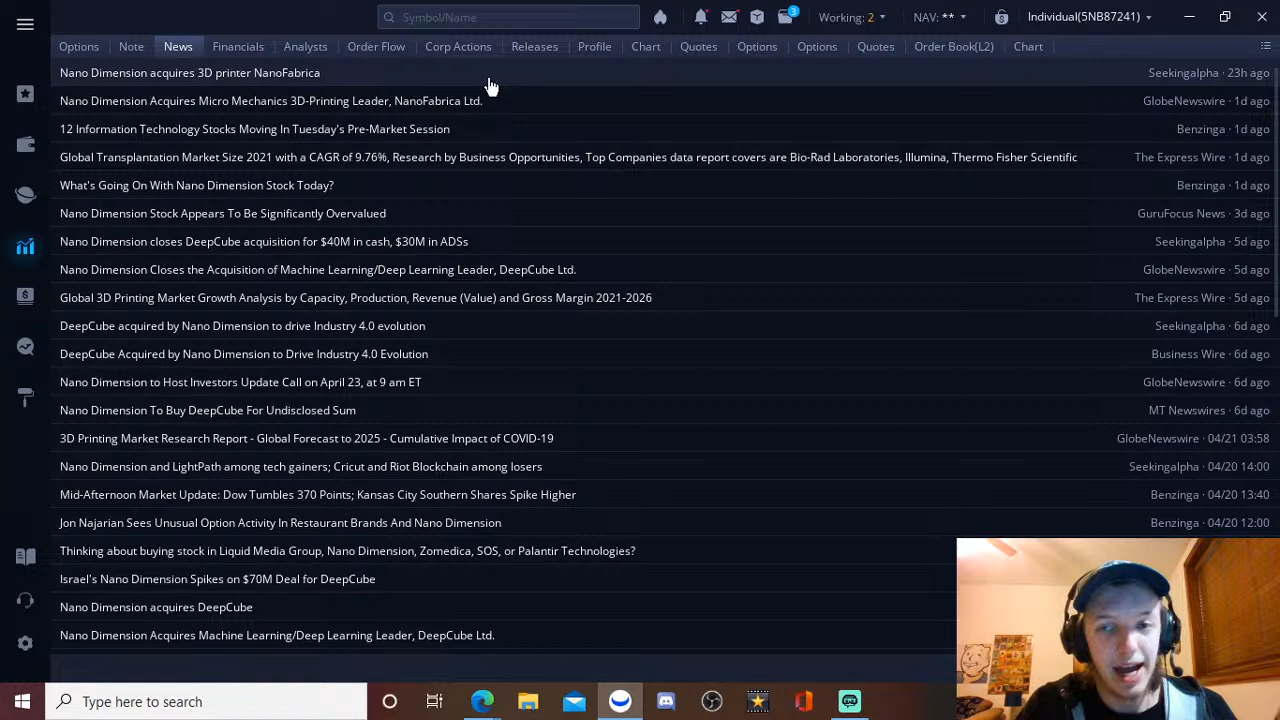 Symbol/Name
3
Working: 2
NAV: **
Individual(5NB87241)
Options Note News Financials Analysts Order Flow Corp Actions Releases Profile Chart Quotes Options Options Quotes Order Book(L2) Chart
Nano Dimension acquires 3D printer NanoFabrica Seekingalpha · 23h ago
Nano Dimension Acquires Micro Mechanics 3D-Printing Leader, NanoFabrica Ltd. GlobeNewswire · 1d ago
12 Information Technology Stocks Moving In Tuesday's Pre-Market Session Benzinga · 1d ago
Global Transplantation Market Size 2021 with a CAGR of 9.76%, Research by Business Opportunities, Top Companies data report covers are Bio-Rad Laboratories, Illumina, Thermo Fisher Scientific The Express Wire · 1d ago
What's Going On With Nano Dimension Stock Today? Benzinga · 1d ago
Nano Dimension Stock Appears To Be Significantly Overvalued GuruFocus News · 3d ago
Nano Dimension closes DeepCube acquisition for $40M in cash, $30M in ADSs Seekingalpha · 5d ago
Nano Dimension Closes the Acquisition of Machine Learning/Deep Learning Leader, DeepCube Ltd. GlobeNewswire · 5d ago
Global 3D Printing Market Growth Analysis by Capacity, Production, Revenue (Value) and Gross Margin 2021-2026 The Express Wire · 5d ago
DeepCube acquired by Nano Dimension to drive Industry 4.0 evolution Seekingalpha · 6d ago
DeepCube Acquired by Nano Dimension to Drive Industry 4.0 Evolution Business Wire · 6d ago
Nano Dimension to Host Investors Update Call on April 23, at 9 am ET GlobeNewswire · 6d ago
Nano Dimension To Buy DeepCube For Undisclosed Sum MT Newswires · 6d ago
3D Printing Market Research Report - Global Forecast to 2025 - Cumulative Impact of COVID-19 GlobeNewswire · 04/21 03:58
Nano Dimension and LightPath among tech gainers; Cricut and Riot Blockchain among losers Seekingalpha · 04/20 14:00
Mid-Afternoon Market Update: Dow Tumbles 370 Points; Kansas City Southern Shares Spike Higher Benzinga · 04/20 13:40
Jon Najarian Sees Unusual Option Activity In Restaurant Brands And Nano Dimension Benzinga · 04/20 12:00
Thinking about buying stock in Liquid Media Group, Nano Dimension, Zomedica, SOS, or Palantir Technologies?
Israel's Nano Dimension Spikes on $70M Deal for DeepCube
Nano Dimension acquires DeepCube
Nano Dimension Acquires Machine Learning/Deep Learning Leader, DeepCube Ltd.
Type here to search